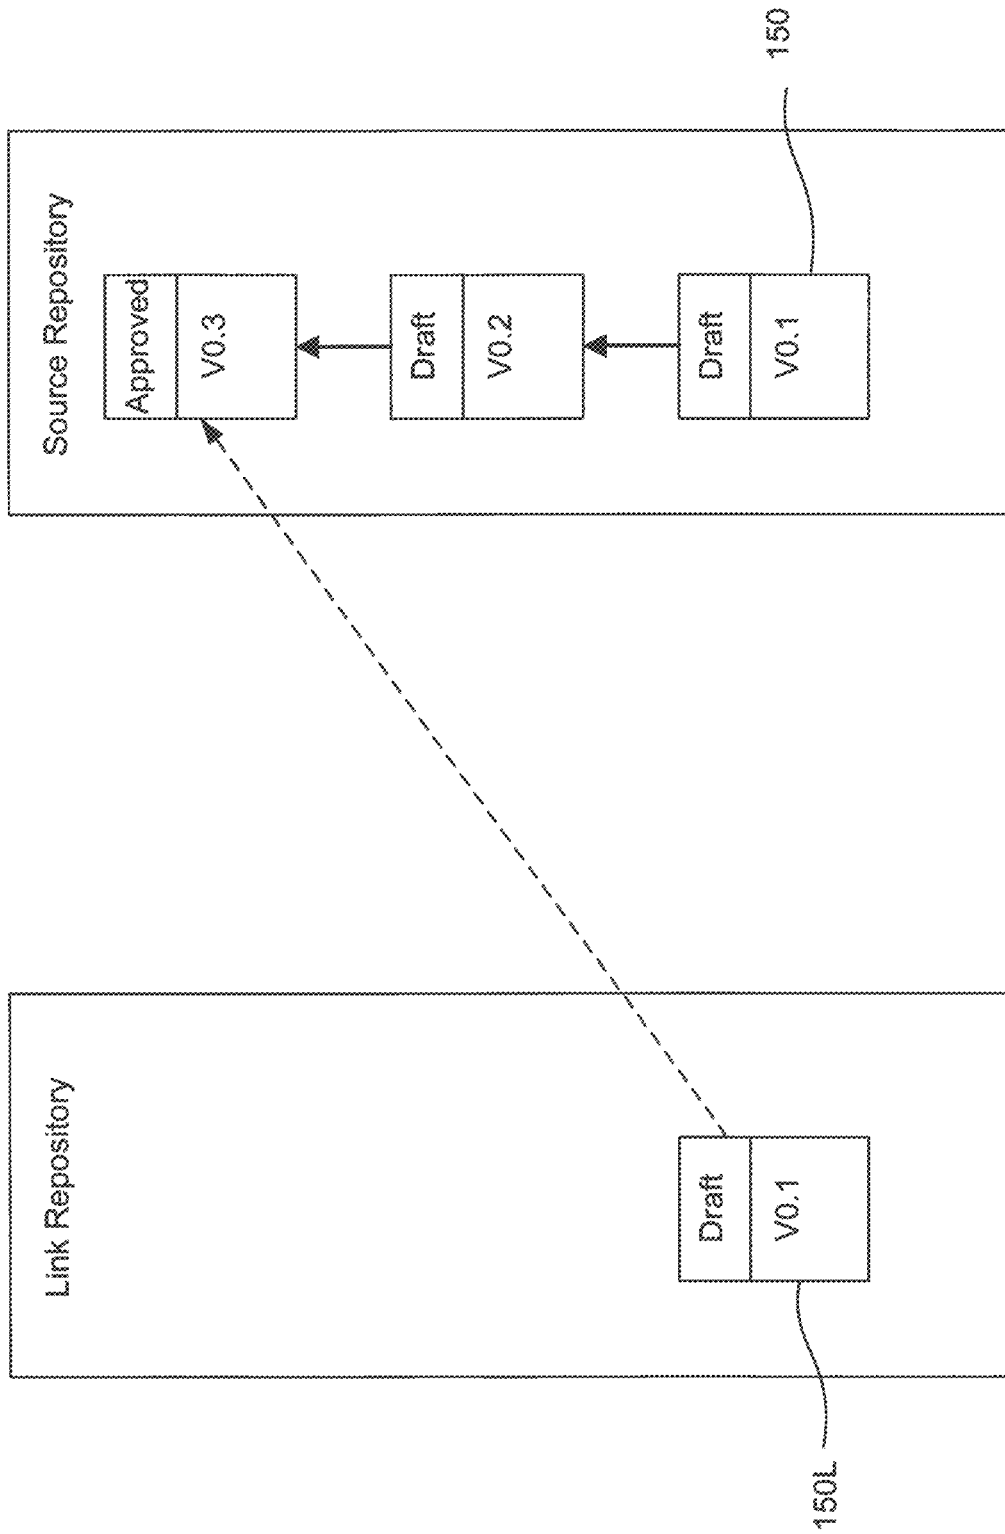 Link Repository
Draft
V0.1
150L
Source Repository
Approved
V0.3
Draft
V0.2
Draft
V0.1
150